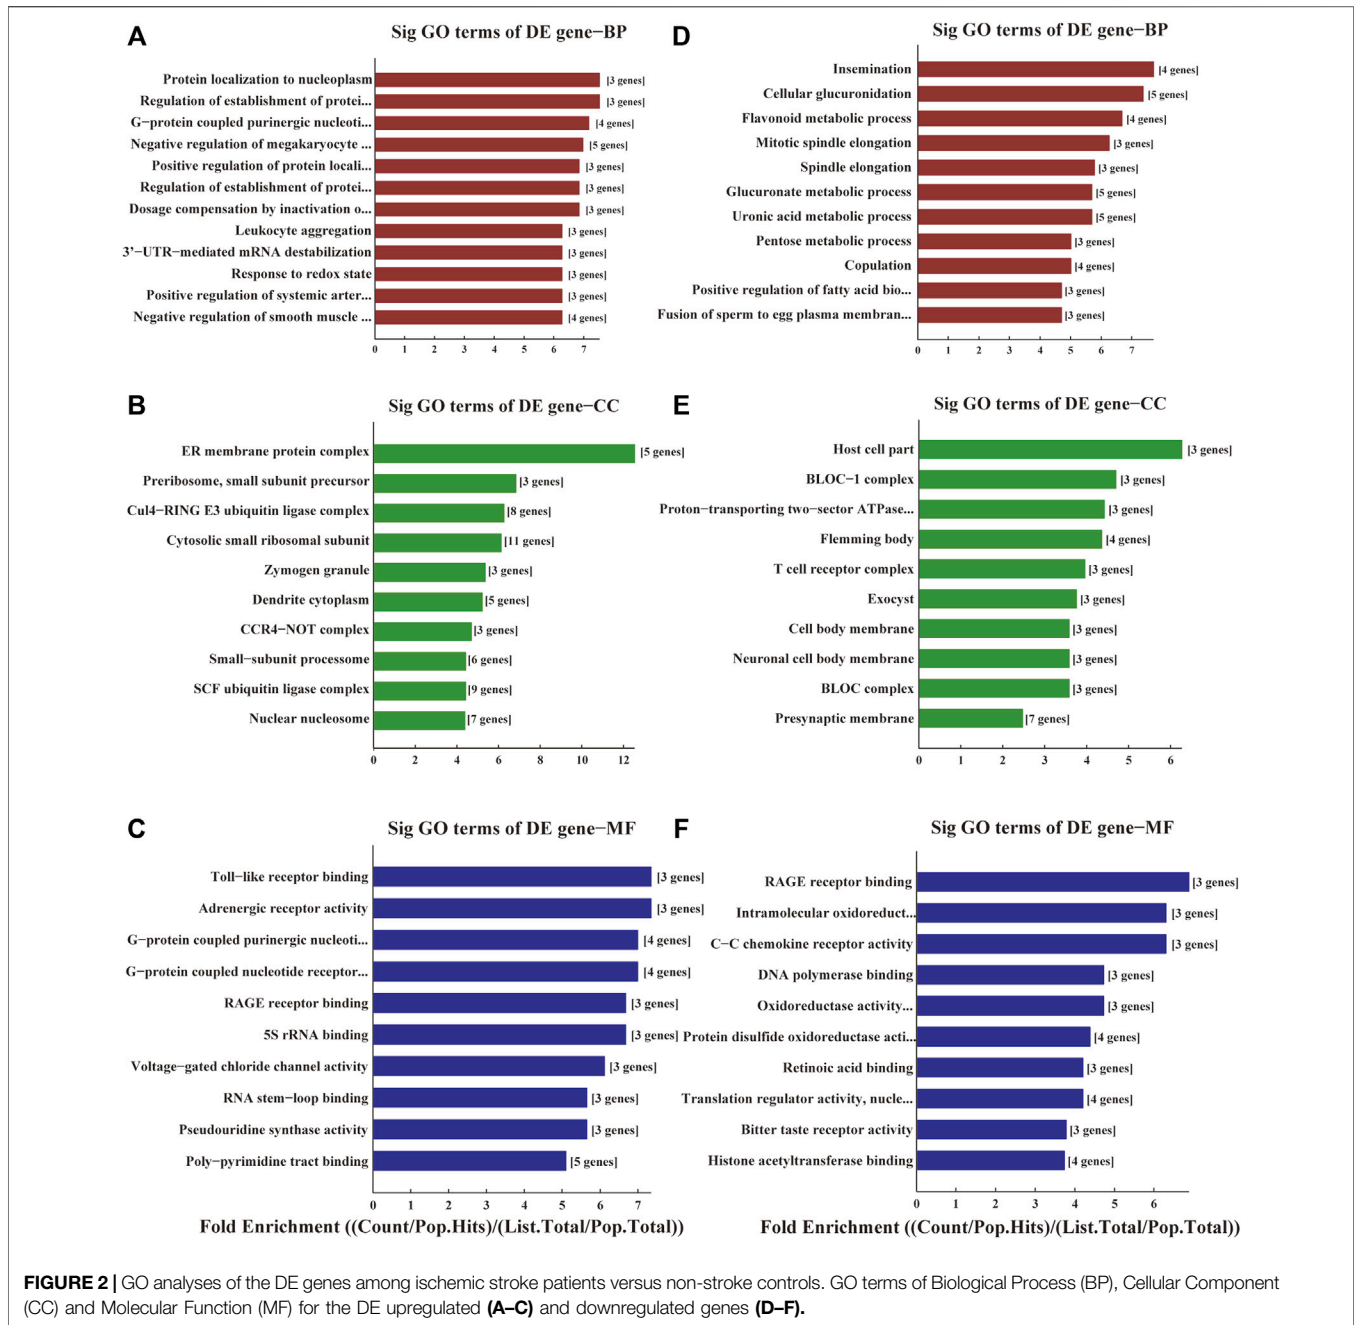 A
Sig GO terms of DE gene−BP
Protein localization to nucleoplasm [3 genes]
Regulation of establishment of protei... [3 genes]
G−protein coupled purinergic nucleoti... [4 genes]
Negative regulation of megakaryocyte ... [5 genes]
Positive regulation of protein locali... [3 genes]
Regulation of establishment of protei... [3 genes]
Dosage compensation by inactivation o... [3 genes]
Leukocyte aggregation [3 genes]
3’−UTR−mediated mRNA destabilization [3 genes]
Response to redox state [3 genes]
Positive regulation of systemic arter... [3 genes]
Negative regulation of smooth muscle ... [4 genes]
0 1 2 3 4 5 6 7
D
Sig GO terms of DE gene−BP
Insemination [4 genes]
Cellular glucuronidation [5 genes]
Flavonoid metabolic process [4 genes]
Mitotic spindle elongation [3 genes]
Spindle elongation [3 genes]
Glucuronate metabolic process [5 genes]
Uronic acid metabolic process [5 genes]
Pentose metabolic process [3 genes]
Copulation [4 genes]
Positive regulation of fatty acid bio... [3 genes]
Fusion of sperm to egg plasma membran... [3 genes]
0 1 2 3 4 5 6 7
B
Sig GO terms of DE gene−CC
ER membrane protein complex [5 genes]
Preribosome, small subunit precursor [3 genes]
Cul4−RING E3 ubiquitin ligase complex [8 genes]
Cytosolic small ribosomal subunit [11 genes]
Zymogen granule [3 genes]
Dendrite cytoplasm [5 genes]
CCR4−NOT complex [3 genes]
Small−subunit processome [6 genes]
SCF ubiquitin ligase complex [9 genes]
Nuclear nucleosome [7 genes]
0 2 4 6 8 10 12
E
Sig GO terms of DE gene−CC
Host cell part [3 genes]
BLOC−1 complex [3 genes]
Proton−transporting two−sector ATPase... [3 genes]
Flemming body [4 genes]
T cell receptor complex [3 genes]
Exocyst [3 genes]
Cell body membrane [3 genes]
Neuronal cell body membrane [3 genes]
BLOC complex [3 genes]
Presynaptic membrane [7 genes]
0 1 2 3 4 5 6
C
Sig GO terms of DE gene−MF
Toll−like receptor binding [3 genes]
Adrenergic receptor activity [3 genes]
G−protein coupled purinergic nucleoti... [4 genes]
G−protein coupled nucleotide receptor... [4 genes]
RAGE receptor binding [3 genes]
5S rRNA binding [3 genes]
Voltage−gated chloride channel activity [3 genes]
RNA stem−loop binding [3 genes]
Pseudouridine synthase activity [3 genes]
Poly−pyrimidine tract binding [5 genes]
0 1 2 3 4 5 6 7
Fold Enrichment ((Count/Pop.Hits)/(List.Total/Pop.Total))
F
Sig GO terms of DE gene−MF
RAGE receptor binding [3 genes]
Intramolecular oxidoreduct... [3 genes]
C−C chemokine receptor activity [3 genes]
DNA polymerase binding [3 genes]
Oxidoreductase activity... [3 genes]
Protein disulfide oxidoreductase acti... [4 genes]
Retinoic acid binding [3 genes]
Translation regulator activity, nucle... [4 genes]
Bitter taste receptor activity [3 genes]
Histone acetyltransferase binding [4 genes]
0 1 2 3 4 5 6
Fold Enrichment ((Count/Pop.Hits)/(List.Total/Pop.Total))
FIGURE 2 | GO analyses of the DE genes among ischemic stroke patients versus non-stroke controls. GO terms of Biological Process (BP), Cellular Component
(CC) and Molecular Function (MF) for the DE upregulated (A–C) and downregulated genes (D–F).